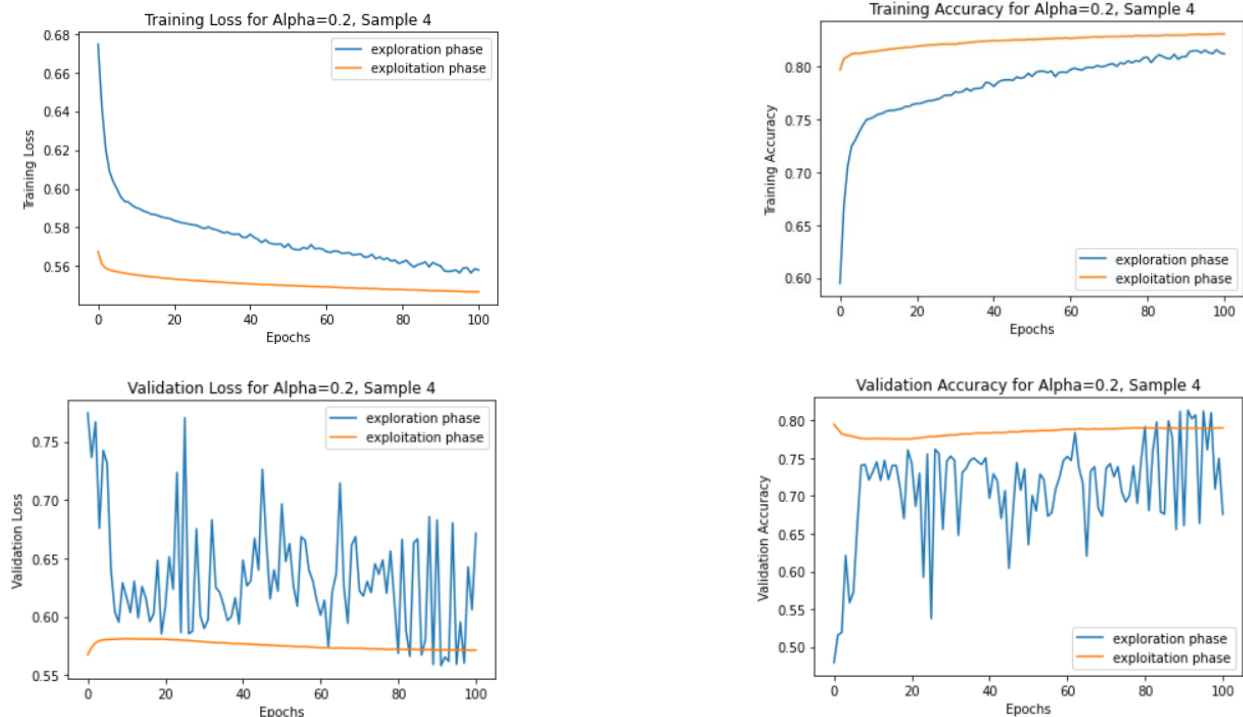 Training Loss for Alpha=0.2, Sample 4
0.68
0.66
0.64
0.62
0.60
0.58
0.56
Training Loss
exploration phase
exploitation phase
0 20 40 60 80 100
Epochs
Training Accuracy for Alpha=0.2, Sample 4
0.80
0.75
0.70
0.65
0.60
Training Accuracy
exploration phase
exploitation phase
0 20 40 60 80 100
Epochs
Validation Loss for Alpha=0.2, Sample 4
0.75
0.70
0.65
0.60
0.55
Validation Loss
exploration phase
exploitation phase
0 20 40 60 80 100
Epochs
Validation Accuracy for Alpha=0.2, Sample 4
0.80
0.75
0.70
0.65
0.60
0.55
0.50
Validation Accuracy
exploration phase
exploitation phase
0 20 40 60 80 100
Epochs